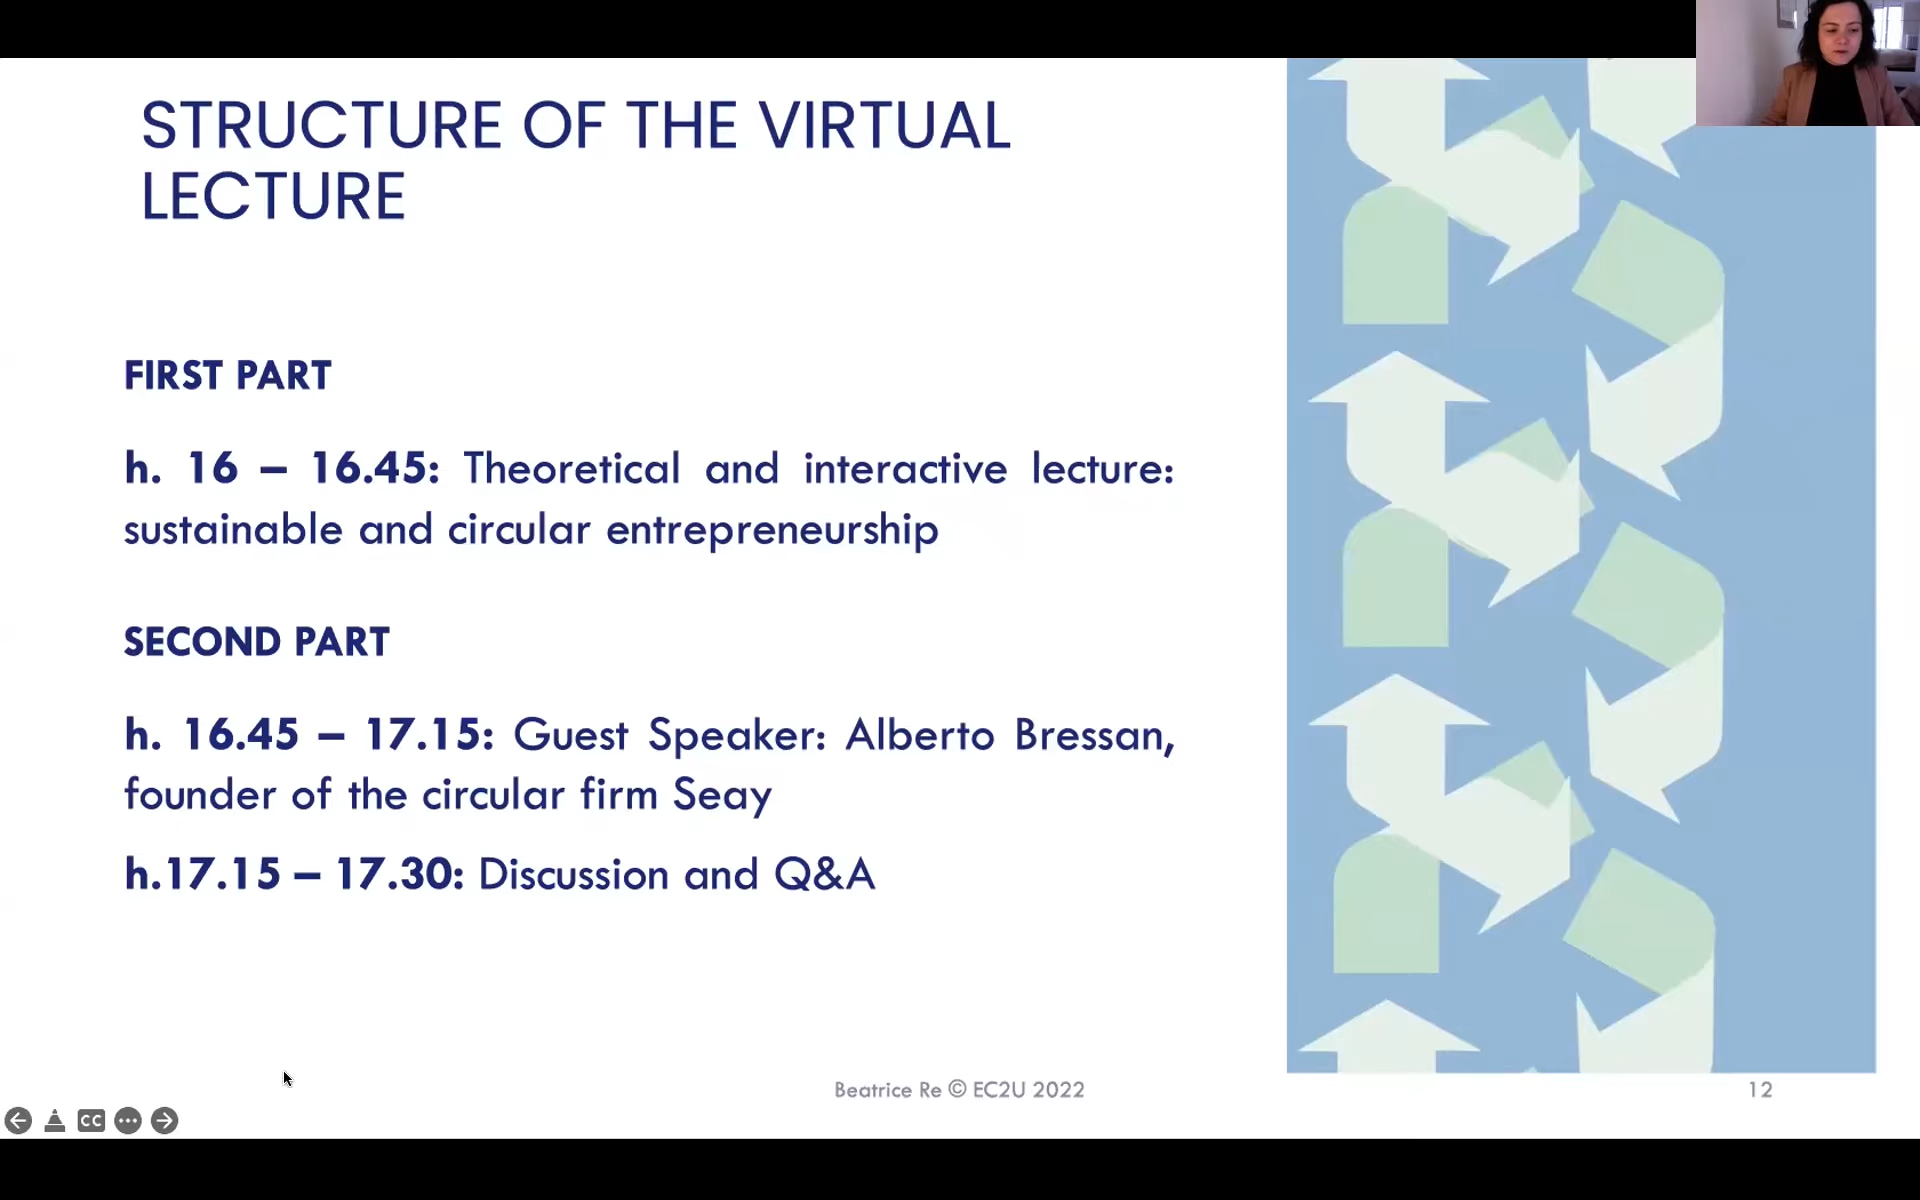 STRUCTURE OF THE VIRTUAL
LECTURE
FIRST PART
h. 16 – 16.45: Theoretical and interactive lecture:
sustainable and circular entrepreneurship
SECOND PART
h. 16.45 – 17.15: Guest Speaker: Alberto Bressan,
founder of the circular firm Seay
h.17.15 – 17.30: Discussion and Q&A
Beatrice Re © EC2U 2022
12
CC